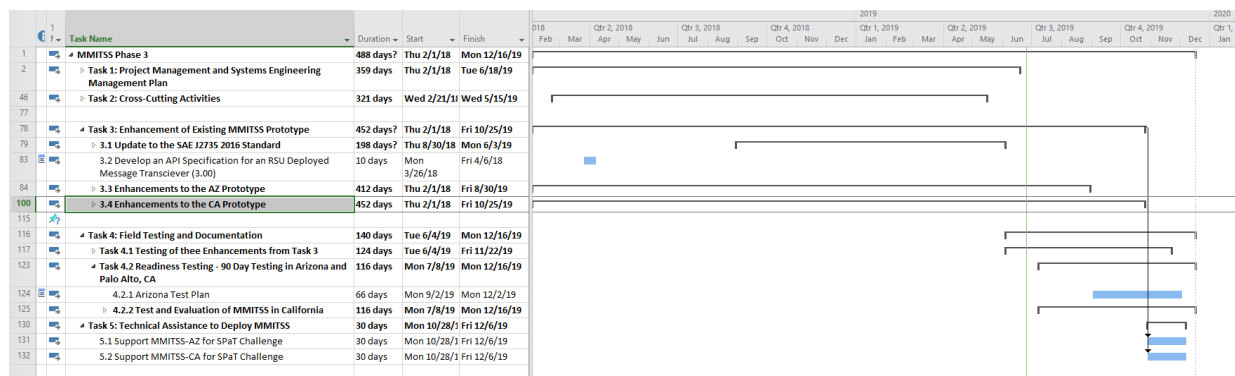 2019 2020
1 018 Qtr 2, 2018 Qtr 3, 2018 Qtr 4, 2018 Qtr 1, 2019 Qtr 2, 2019 Qtr 3, 2019 Qtr 4, 2019 Qtr 1,
Task Name Duration Start Finish Feb Mar Apr May Jun Jul Aug Sep Oct Nov Dec Jan Feb Mar Apr May Jun Jul Aug Sep Oct Nov Dec Jan
1 MMITSS Phase 3 488 days? Thu 2/1/18 Mon 12/16/19
2 Task 1: Project Management and Systems Engineering 359 days Thu 2/1/18 Tue 6/18/19
Management Plan
46 Task 2: Cross-Cutting Activities 321 days Wed 2/21/18 Wed 5/15/19
77
78 Task 3: Enhancement of Existing MMITSS Prototype 452 days? Thu 2/1/18 Fri 10/25/19
79 3.1 Update to the SAE J2735 2016 Standard 198 days? Thu 8/30/18 Mon 6/3/19
83 3.2 Develop an API Specification for an RSU Deployed 10 days Mon Fri 4/6/18
Message Transciever (3.00) 3/26/18
84 3.3 Enhancements to the AZ Prototype 412 days Thu 2/1/18 Fri 8/30/19
100 3.4 Enhancements to the CA Prototype 452 days Thu 2/1/18 Fri 10/25/19
115
116 Task 4: Field Testing and Documentation 140 days Tue 6/4/19 Mon 12/16/19
117 Task 4.1 Testing of thee Enhancements from Task 3 124 days Tue 6/4/19 Fri 11/22/19
123 Task 4.2 Readiness Testing - 90 Day Testing in Arizona and 116 days Mon 7/8/19 Mon 12/16/19
Palo Alto, CA
124 4.2.1 Arizona Test Plan 66 days Mon 9/2/19 Mon 12/2/19
125 4.2.2 Test and Evaluation of MMITSS in California 116 days Mon 7/8/19 Mon 12/16/19
130 Task 5: Technical Assistance to Deploy MMITSS 30 days Mon 10/28/1 Fri 12/6/19
131 5.1 Support MMITSS-AZ for SPaT Challenge 30 days Mon 10/28/1 Fri 12/6/19
132 5.2 Support MMITSS-CA for SPaT Challenge 30 days Mon 10/28/1 Fri 12/6/19